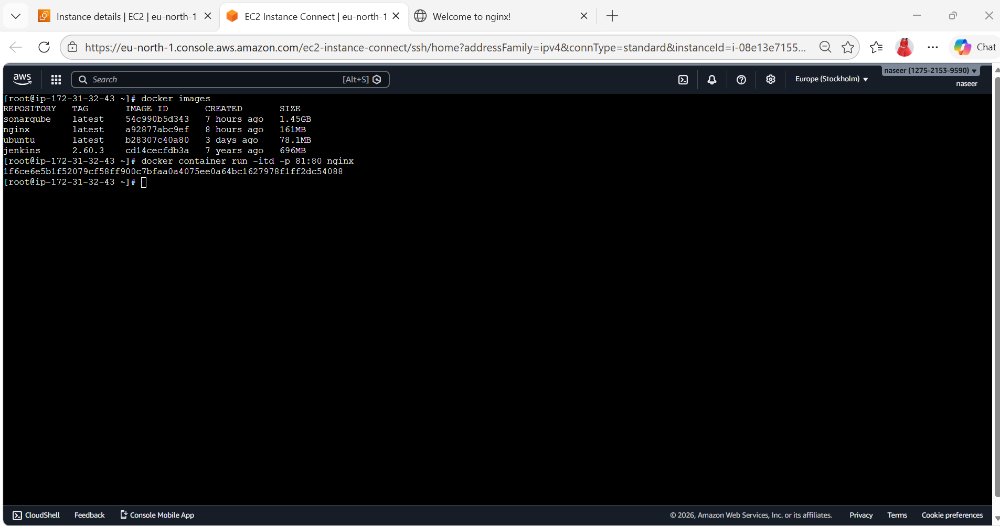 Instance details | EC2 | eu-north-1
EC2 Instance Connect | eu-north-1
Welcome to nginx!
https://eu-north-1.console.aws.amazon.com/ec2-instance-connect/ssh/home?addressFamily=ipv4&connType=standard&instanceId=i-08e13e7155...
Chat
aws
Search
[Alt+S]
Europe (Stockholm)
naseer (1275-2153-9590)
naseer
[root@ip-172-31-32-43 ~]# docker images
REPOSITORY TAG IMAGE ID CREATED SIZE
sonarqube latest 54c990b5d343 7 hours ago 1.45GB
nginx latest a92877abc9ef 8 hours ago 161MB
ubuntu latest b28307c40a80 3 days ago 78.1MB
jenkins 2.60.3 cd14cecfdb3a 7 years ago 696MB
[root@ip-172-31-32-43 ~]# docker container run -itd -p 81:80 nginx
1f6ce6e5b1f52079cf58ff900c7bfaa0a4075ee0a64bc1627978f1ff2dc54088
[root@ip-172-31-32-43 ~]#
CloudShell Feedback Console Mobile App © 2026, Amazon Web Services, Inc. or its affiliates. Privacy Terms Cookie preferences